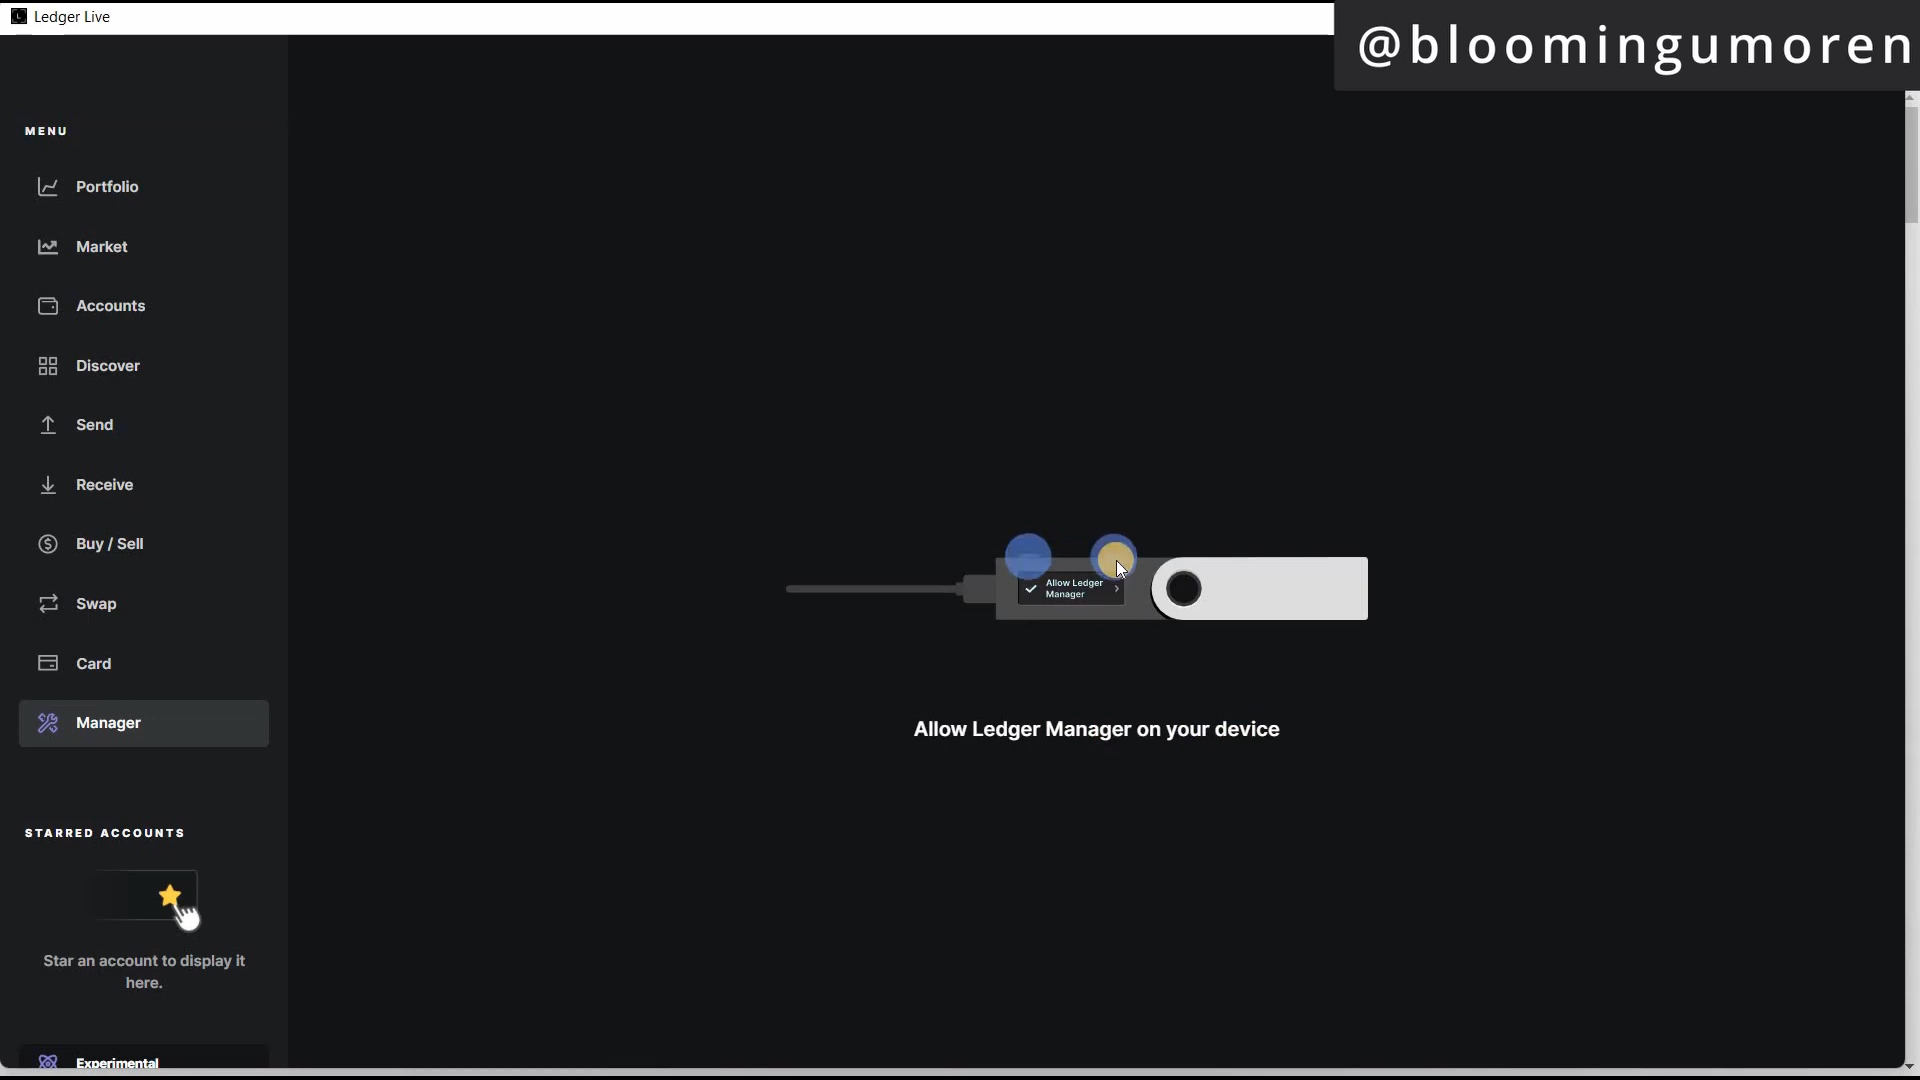 Ledger Live
@bloomingumoren
MENU
Portfolio
Market
Accounts
Discover
Send
Receive
Buy / Sell
Swap
Card
Manager
Allow Ledger
Manager
Allow Ledger Manager on your device
STARRED ACCOUNTS
Star an account to display it
here.
Experimental